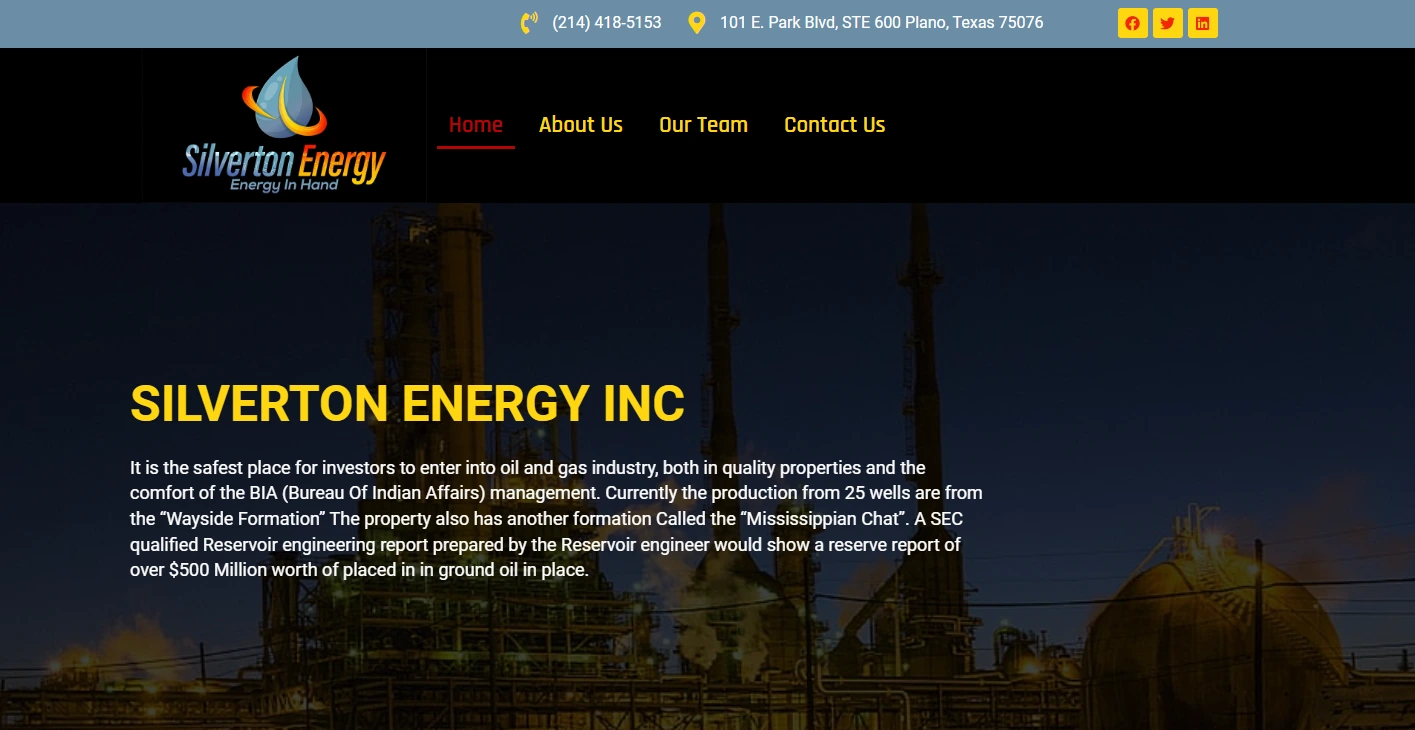 (214) 418-5153 101 E. Park Blvd, STE 600 Plano, Texas 75076
Silverton Energy
Energy In Hand
Home About Us Our Team Contact Us
SILVERTON ENERGY INC
It is the safest place for investors to enter into oil and gas industry, both in quality properties and the
comfort of the BIA (Bureau Of Indian Affairs) management. Currently the production from 25 wells are from
the “Wayside Formation” The property also has another formation Called the “Mississippian Chat”. A SEC
qualified Reservoir engineering report prepared by the Reservoir engineer would show a reserve report of
over $500 Million worth of placed in in ground oil in place.